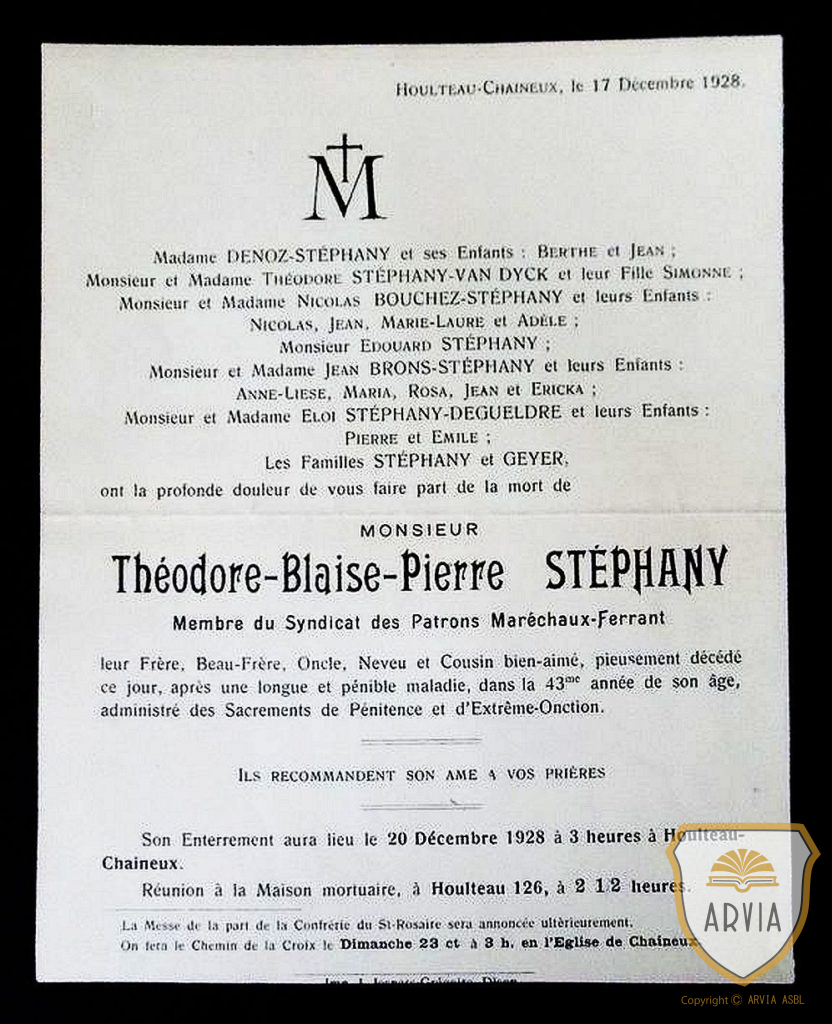 HOULTEAU-CHAINEUX, le 17 Décembre 1928.
M
Madame DENOZ-STÉPHANY et ses Enfants : BERTHE et JEAN ;
Monsieur et Madame THÉODORE STÉPHANY-VAN DYCK et leur Fille SIMONNE ;
Monsieur et Madame NICOLAS BOUCHEZ-STÉPHANY et leurs Enfants :
NICOLAS, JEAN, MARIE-LAURE et ADÈLE ;
Monsieur EDOUARD STÉPHANY ;
Monsieur et Madame JEAN BRONS-STÉPHANY et leurs Enfants :
ANNE-LIESE, MARIA, ROSA, JEAN et ERICKA ;
Monsieur et Madame ELOI STÉPHANY-DEGUELDRE et leurs Enfants :
PIERRE et EMILE ;
Les Familles STÉPHANY et GEYER,
ont la profonde douleur de vous faire part de la mort de
MONSIEUR
Théodore-Blaise-Pierre STÉPHANY
Membre du Syndicat des Patrons Maréchaux-Ferrant
leur Frère, Beau-Frère, Oncle, Neveu et Cousin bien-aimé, pieusement décédé
ce jour, après une longue et pénible maladie, dans la 43me année de son âge,
administré des Sacrements de Pénitence et d'Extrême-Onction.
ILS RECOMMANDENT SON AME A VOS PRIÈRES
Son Enterrement aura lieu le 20 Décembre 1928 à 3 heures à Houlteau-
Chaineux.
Réunion à la Maison mortuaire, à Houlteau 126, à 2 1 2 heures.
La Messe de la part de la Confrérie du St-Rosaire sera annoncée ultèrieurement.
On fera le Chemin de la Croix le Dimanche 23 ct à 3 h. en l'Eglise de Chaineux.
ARVIA
Copyright © ARVIA ASBL